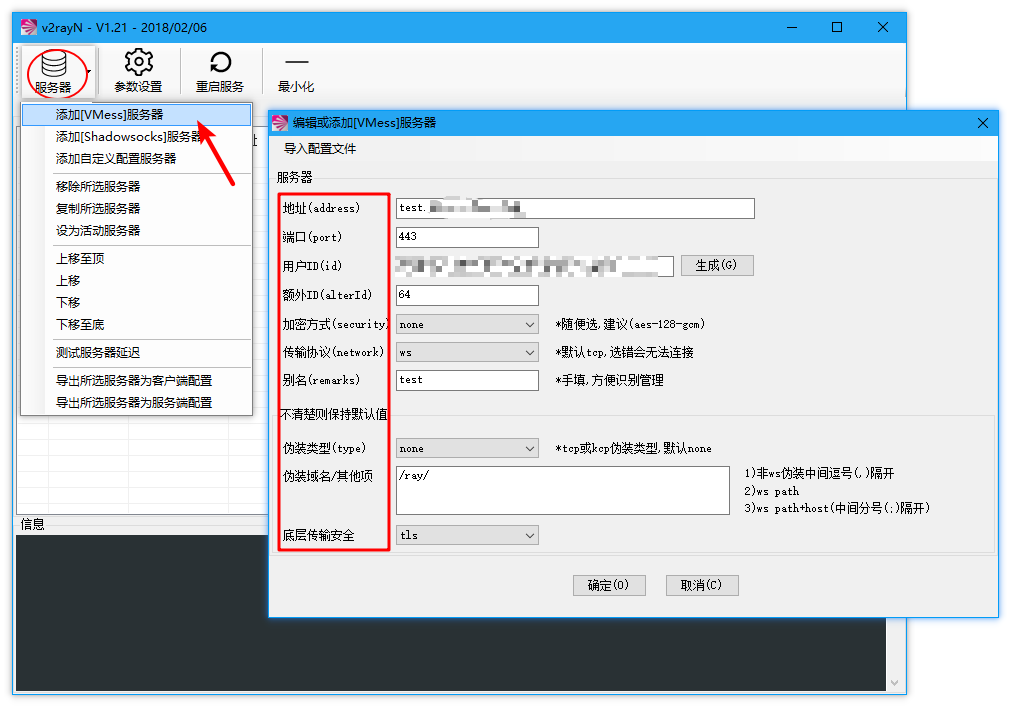 v2rayN - V1.21 - 2018/02/06
服务器
参数设置
重启服务
最小化
添加[VMess]服务器
添加[Shadowsocks]服务器
添加自定义配置服务器
移除所选服务器
复制所选服务器
设为活动服务器
上移至顶
上移
下移
下移至底
测试服务器延迟
导出所选服务器为客户端配置
导出所选服务器为服务端配置
信息
编辑或添加[VMess]服务器
导入配置文件
服务器
地址(address) test.
端口(port) 443
用户ID(id) 生成(G)
额外ID(alterId) 64
加密方式(security) none *随便选,建议(aes-128-gcm)
传输协议(network) ws *默认tcp,选错会无法连接
别名(remarks) test *手填,方便识别管理
不清楚则保持默认值
伪装类型(type) none *tcp或kcp伪装类型,默认none
伪装域名/其他项 /ray/ 1)非ws伪装中间逗号(,)隔开
2)ws path
3)ws path+host(中间分号(;)隔开)
底层传输安全 tls
确定(O) 取消(C)